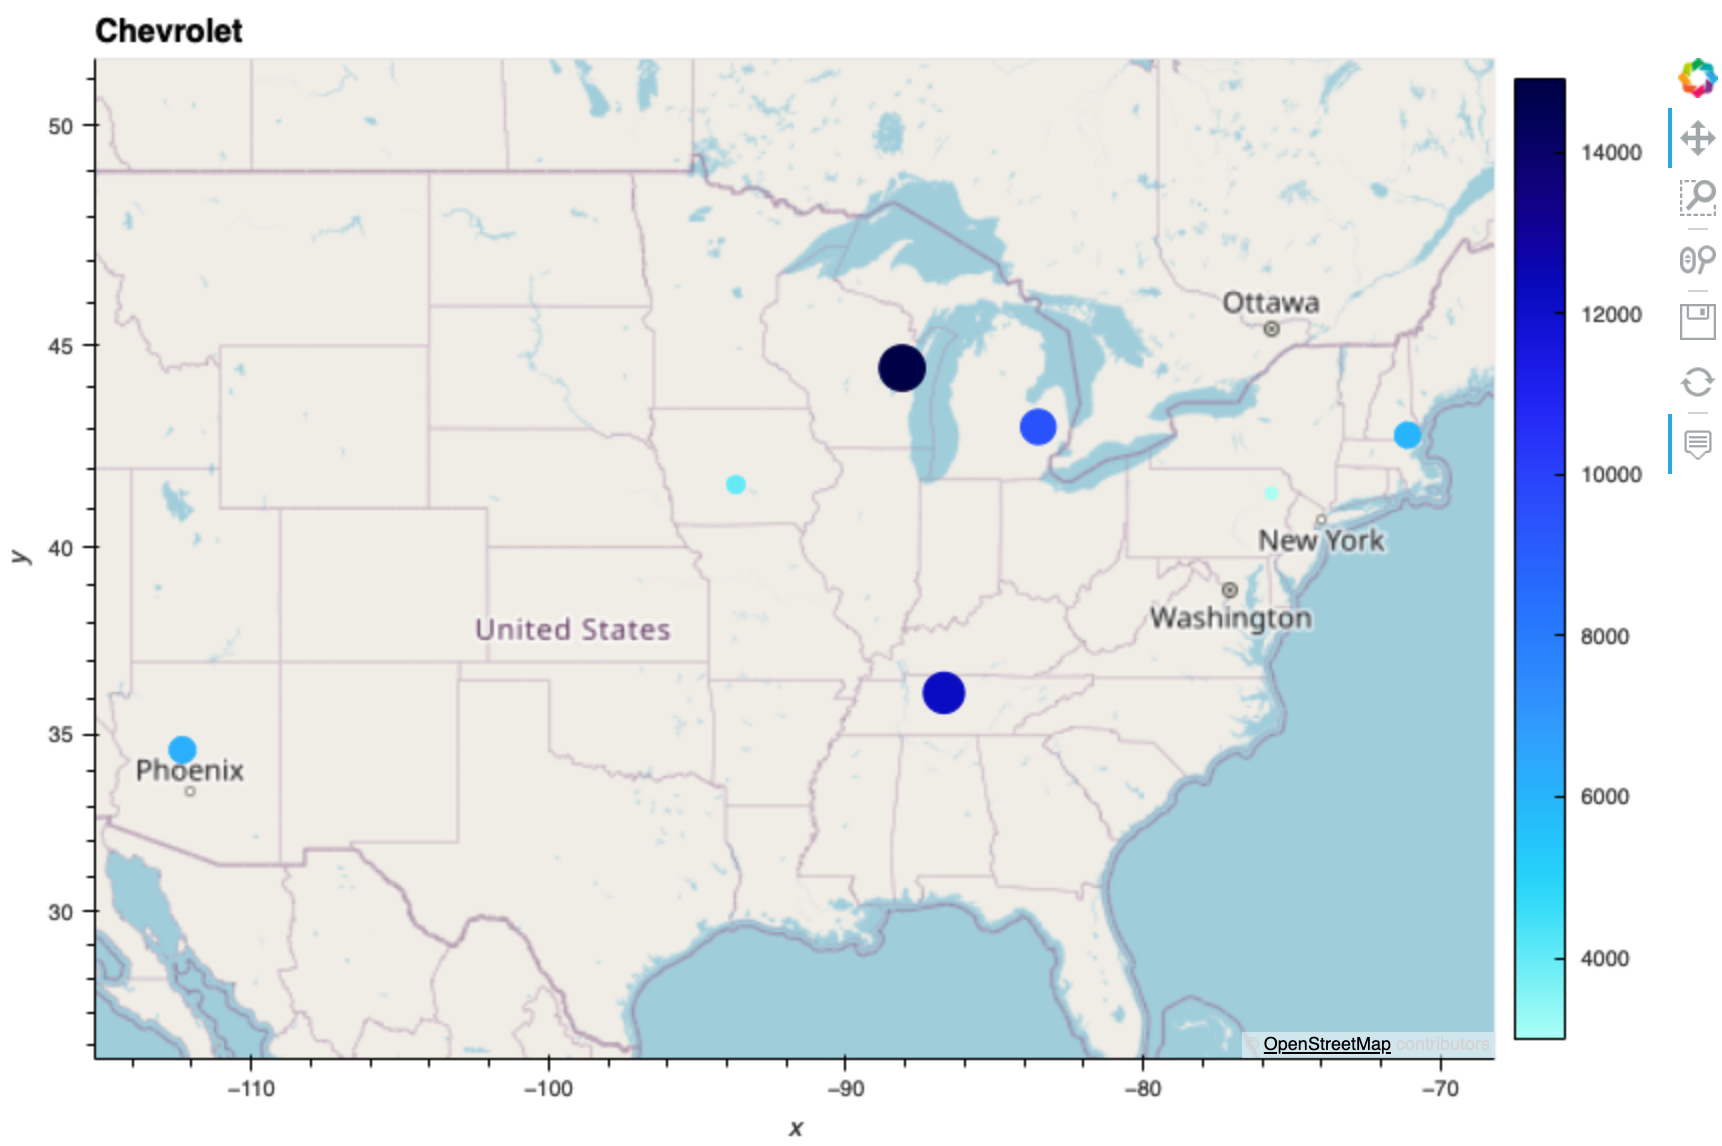 Chevrolet
50
45
40
35
30
y
Ottawa
New York
Washington
United States
Phoenix
© OpenStreetMap contributors
−110
−100
−90
−80
−70
x
14000
12000
10000
8000
6000
4000